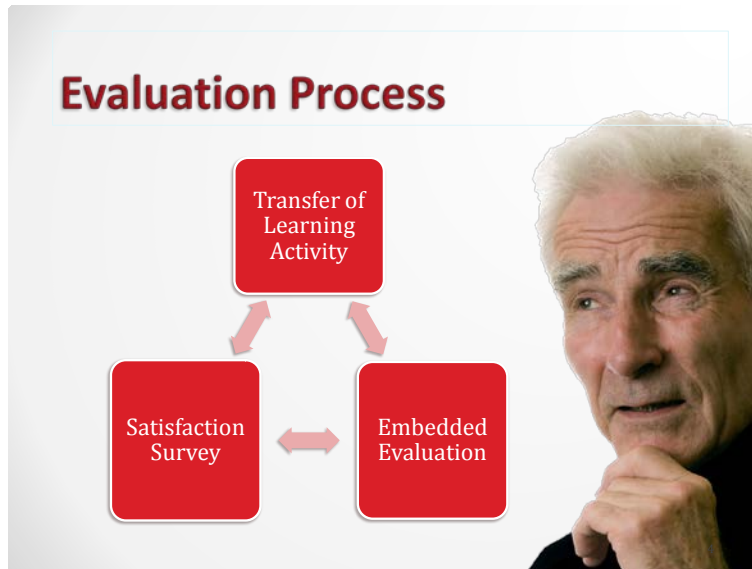 Evaluation Process
Transfer of
Learning
Activity
Satisfaction
Survey
Embedded
Evaluation